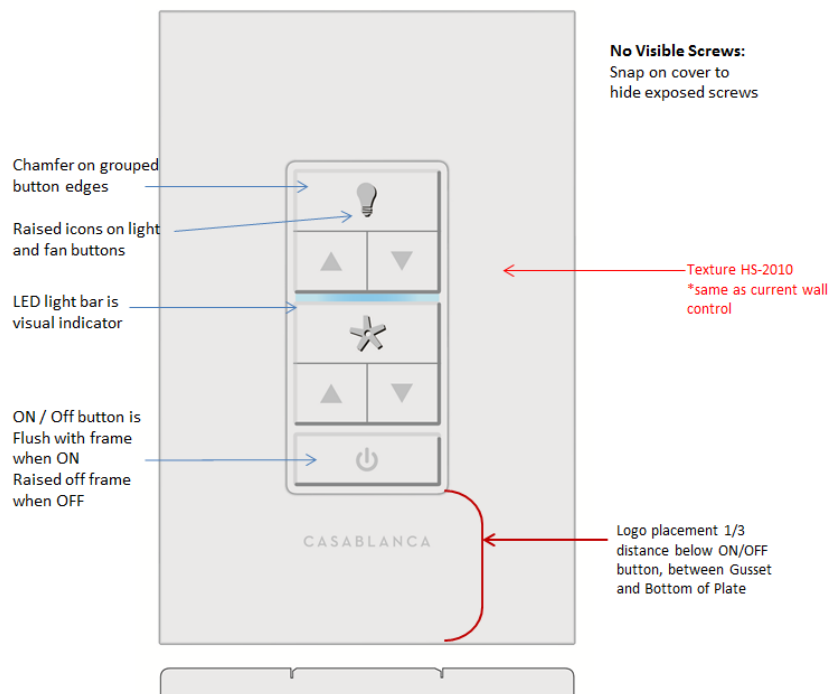 No Visible Screws:
Snap on cover to
hide exposed screws
Chamfer on grouped
button edges
Raised icons on light
and fan buttons
LED light bar is
visual indicator
Texture HS-2010
*same as current wall
control
ON / Off button is
Flush with frame
when ON
Raised off frame
when OFF
CASABLANCA
Logo placement 1/3
distance below ON/OFF
button, between Gusset
and Bottom of Plate